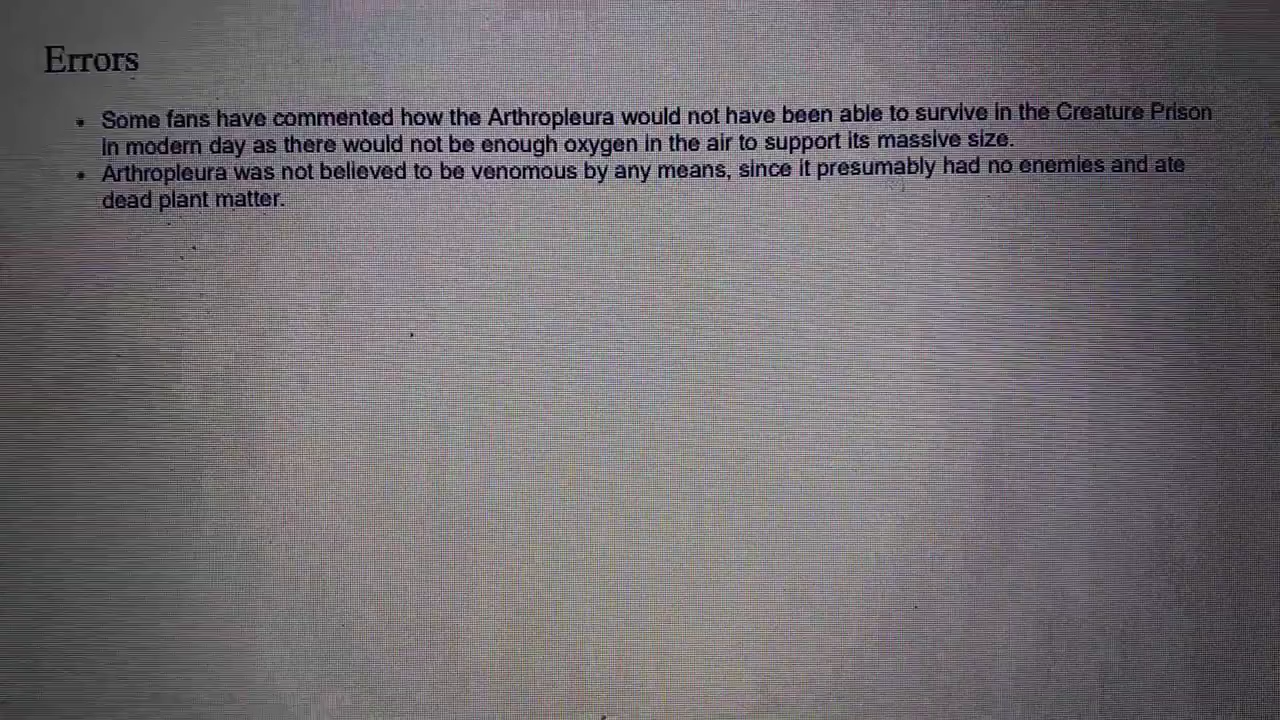 Errors
Some fans have commented how the Arthropleura would not have been able to survive in the Creature Prison
in modern day as there would not be enough oxygen in the air to support its massive size.
Arthropleura was not believed to be venomous by any means, since it presumably had no enemies and ate
dead plant matter.